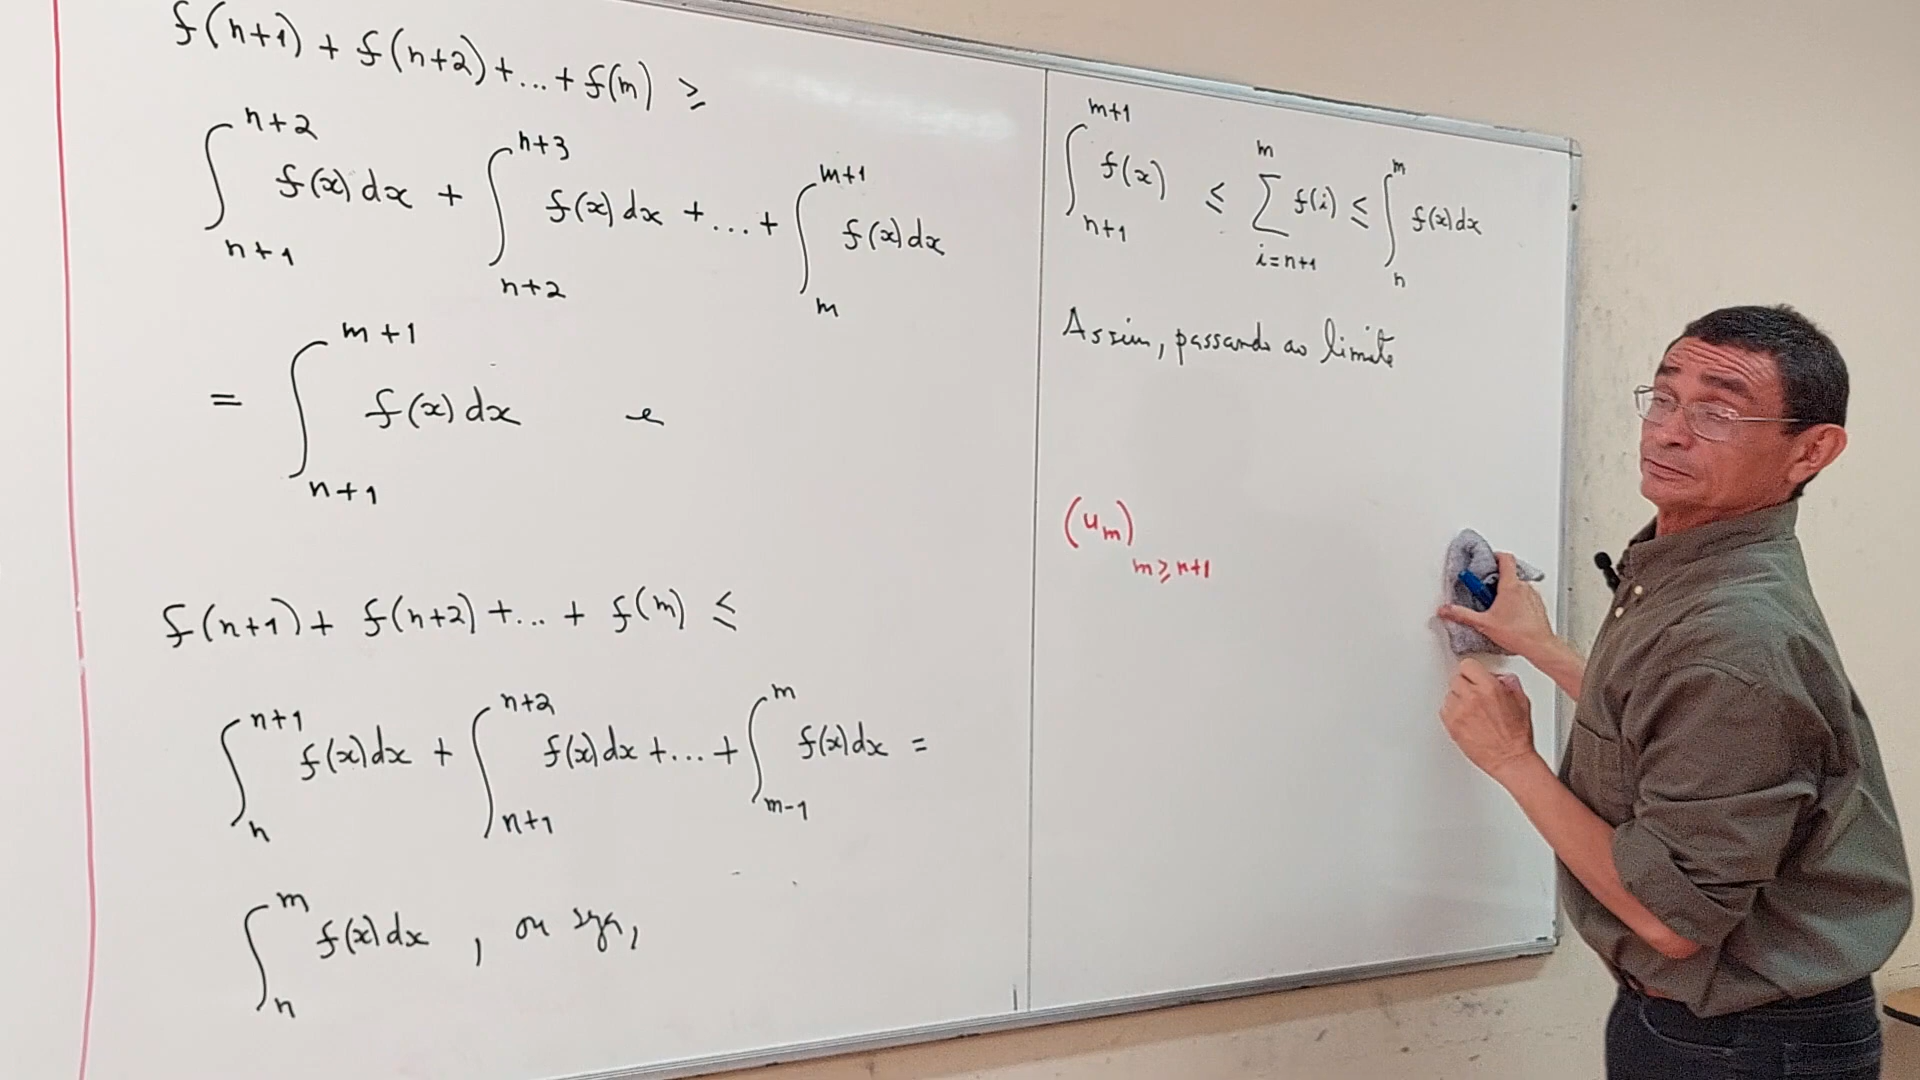 f(n+1) + f(n+2) + ... + f(m) ≥
∫_{n+1}^{n+2} f(x) dx + ∫_{n+2}^{n+3} f(x) dx + ... + ∫_{m}^{m+1} f(x) dx
= ∫_{n+1}^{m+1} f(x) dx e
f(n+1) + f(n+2) + ... + f(m) ≤
∫_{n}^{n+1} f(x) dx + ∫_{n+1}^{n+2} f(x) dx + ... + ∫_{m-1}^{m} f(x) dx =
∫_{n}^{m} f(x) dx , ou seja,
∫_{n+1}^{m+1} f(x) ≤ ∑_{i=n+1}^{m} f(i) ≤ ∫_{n}^{m} f(x) dx
Assim, passando ao limite
(u_m)_{m ≥ n+1}